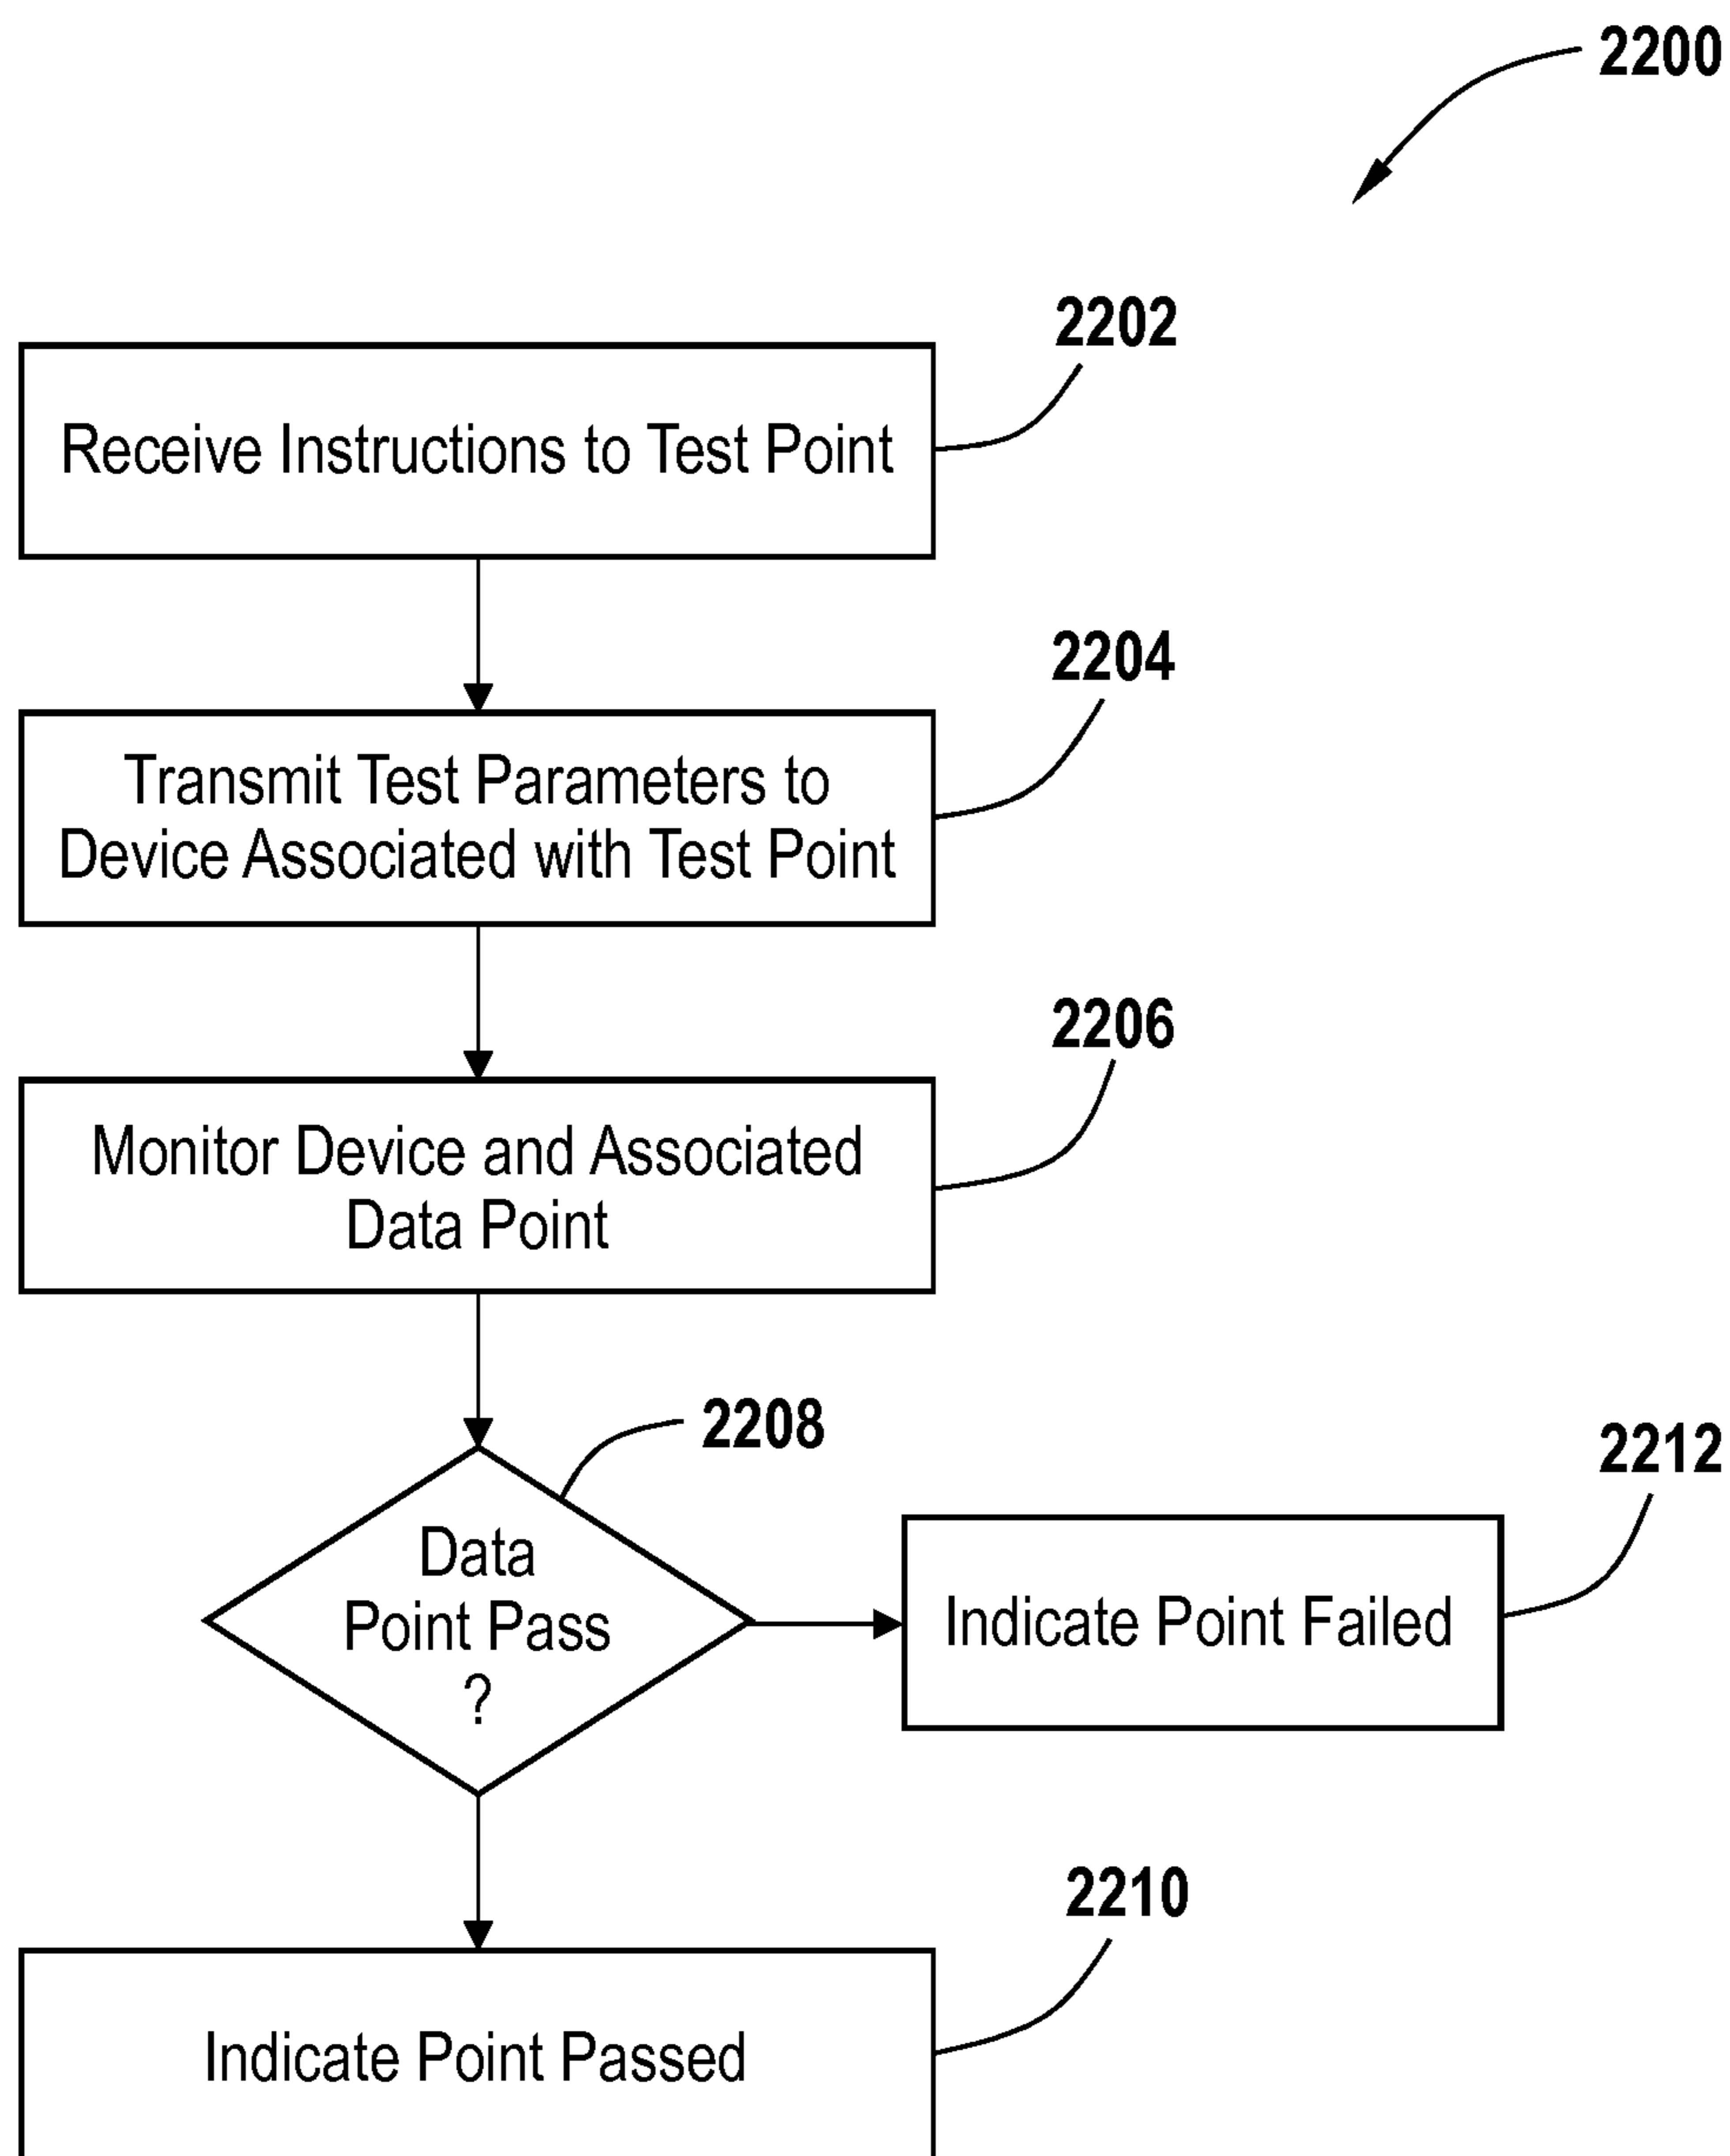 2200
2202
Receive Instructions to Test Point
2204
Transmit Test Parameters to
Device Associated with Test Point
2206
Monitor Device and Associated
Data Point
2208
Data
Point Pass
?
2212
Indicate Point Failed
2210
Indicate Point Passed